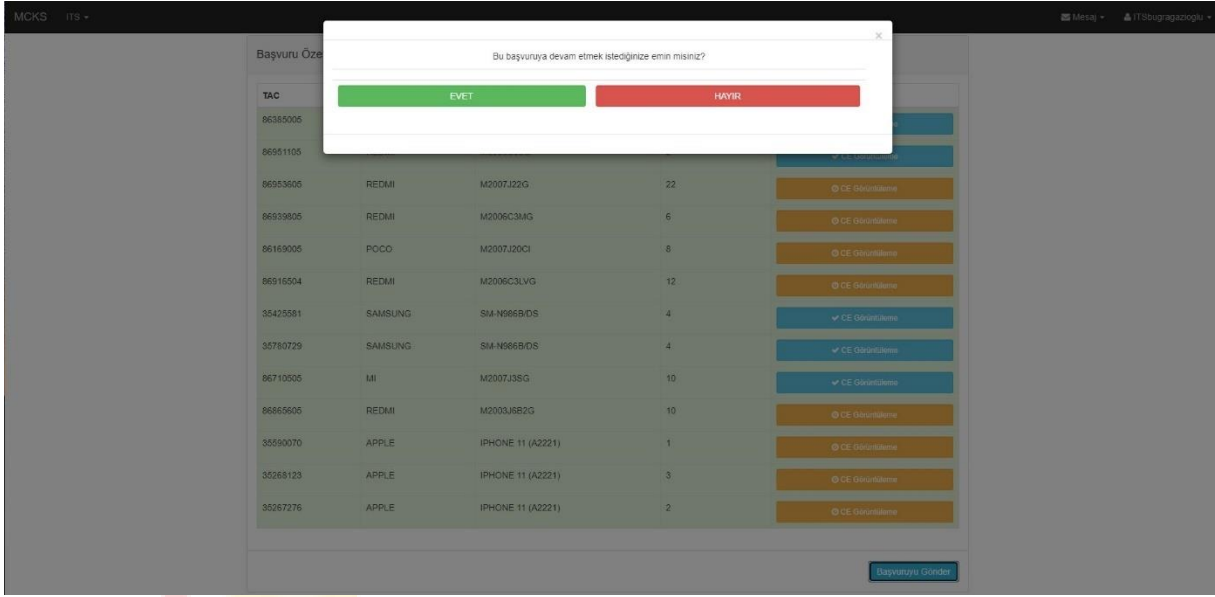 MCKS ITS Mesaj ITSbugragazioglu
×
Başvuru Öze
Bu başvuruya devam etmek istediğinize emin misiniz?
TAC EVET HAYIR
86385005
86951105 CE Görüntüleme
86953605 REDMI M2007J22G 22 CE Görüntüleme
86939805 REDMI M2006C3MG 6 CE Görüntüleme
86169005 POCO M2007J20CI 8 CE Görüntüleme
86916504 REDMI M2006C3LVG 12 CE Görüntüleme
35425581 SAMSUNG SM-N986B/DS 4 CE Görüntüleme
35780729 SAMSUNG SM-N986B/DS 4 CE Görüntüleme
86710505 MI M2007J3SG 10 CE Görüntüleme
86865605 REDMI M2003J6B2G 10 CE Görüntüleme
35590070 APPLE IPHONE 11 (A2221) 1 CE Görüntüleme
35268123 APPLE IPHONE 11 (A2221) 3 CE Görüntüleme
35267276 APPLE IPHONE 11 (A2221) 2 CE Görüntüleme
Başvuruyu Gönder